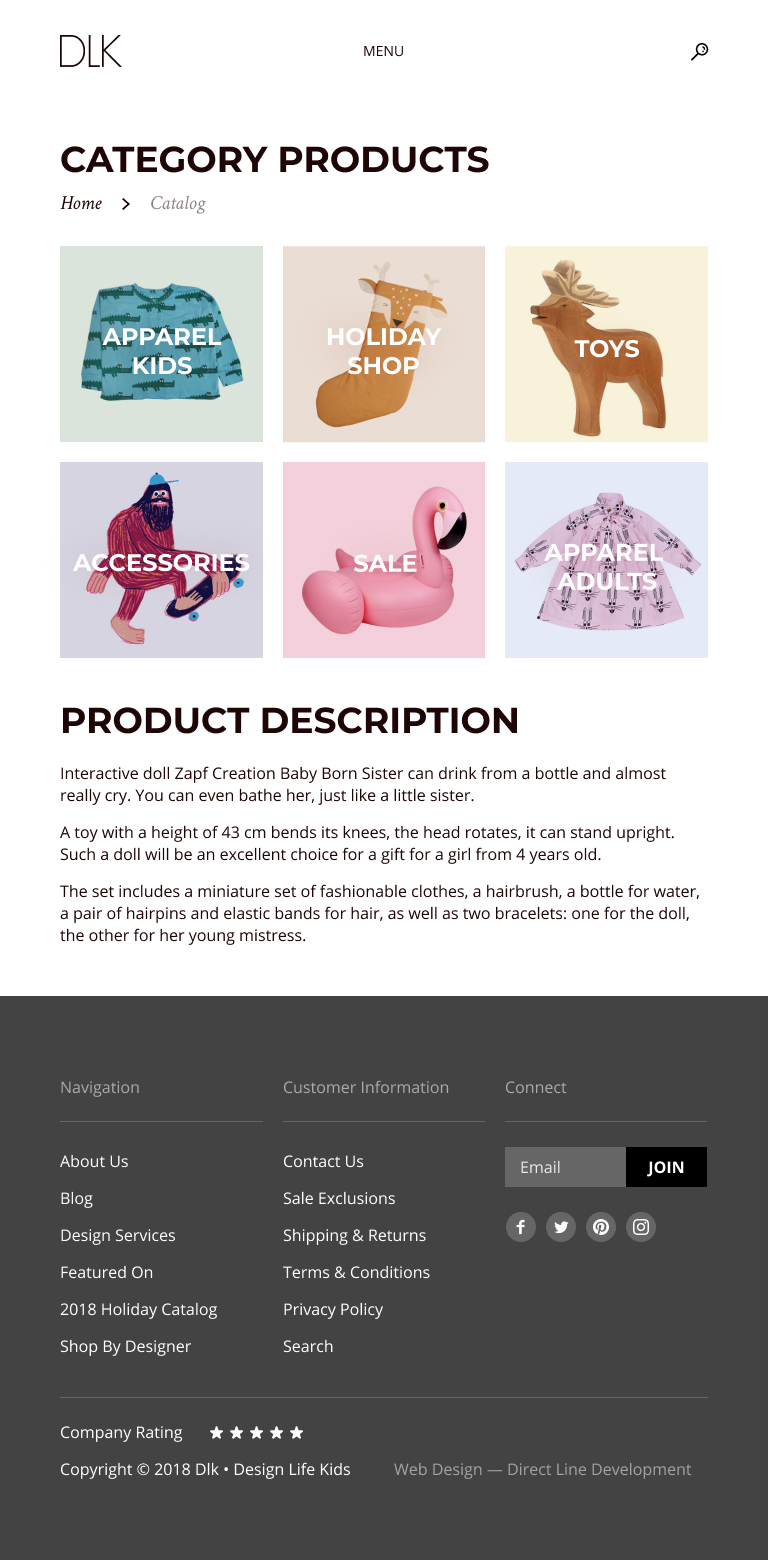 DLK
MENU
CATEGORY PRODUCTS
Home > Catalog
APPAREL
KIDS
HOLIDAY
SHOP
TOYS
ACCESSORIES
SALE
APPAREL
ADULTS
PRODUCT DESCRIPTION
Interactive doll Zapf Creation Baby Born Sister can drink from a bottle and almost
really cry. You can even bathe her, just like a little sister.
A toy with a height of 43 cm bends its knees, the head rotates, it can stand upright.
Such a doll will be an excellent choice for a gift for a girl from 4 years old.
The set includes a miniature set of fashionable clothes, a hairbrush, a bottle for water,
a pair of hairpins and elastic bands for hair, as well as two bracelets: one for the doll,
the other for her young mistress.
Navigation
About Us
Blog
Design Services
Featured On
2018 Holiday Catalog
Shop By Designer
Customer Information
Contact Us
Sale Exclusions
Shipping & Returns
Terms & Conditions
Privacy Policy
Search
Connect
Email
JOIN
Company Rating
Copyright © 2018 Dlk • Design Life Kids
Web Design — Direct Line Development